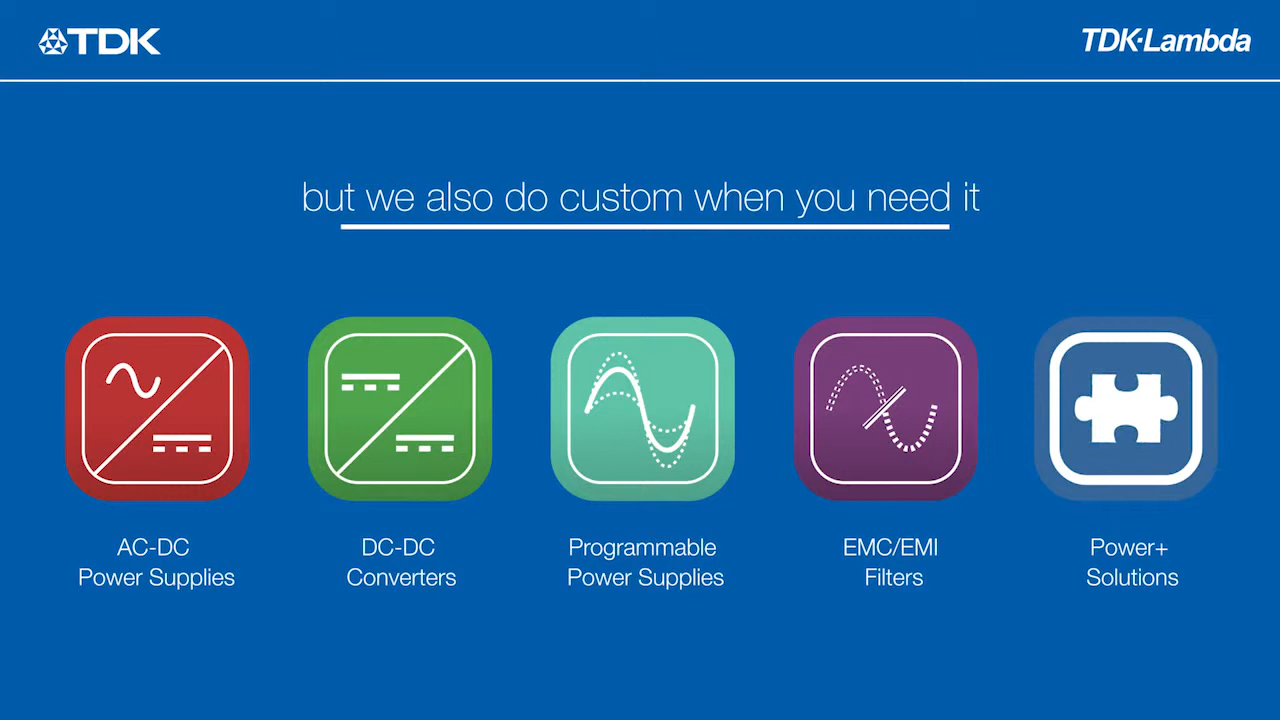 TDK
TDK·Lambda
but we also do custom when you need it
AC-DC
Power Supplies
DC-DC
Converters
Programmable
Power Supplies
EMC/EMI
Filters
Power+
Solutions